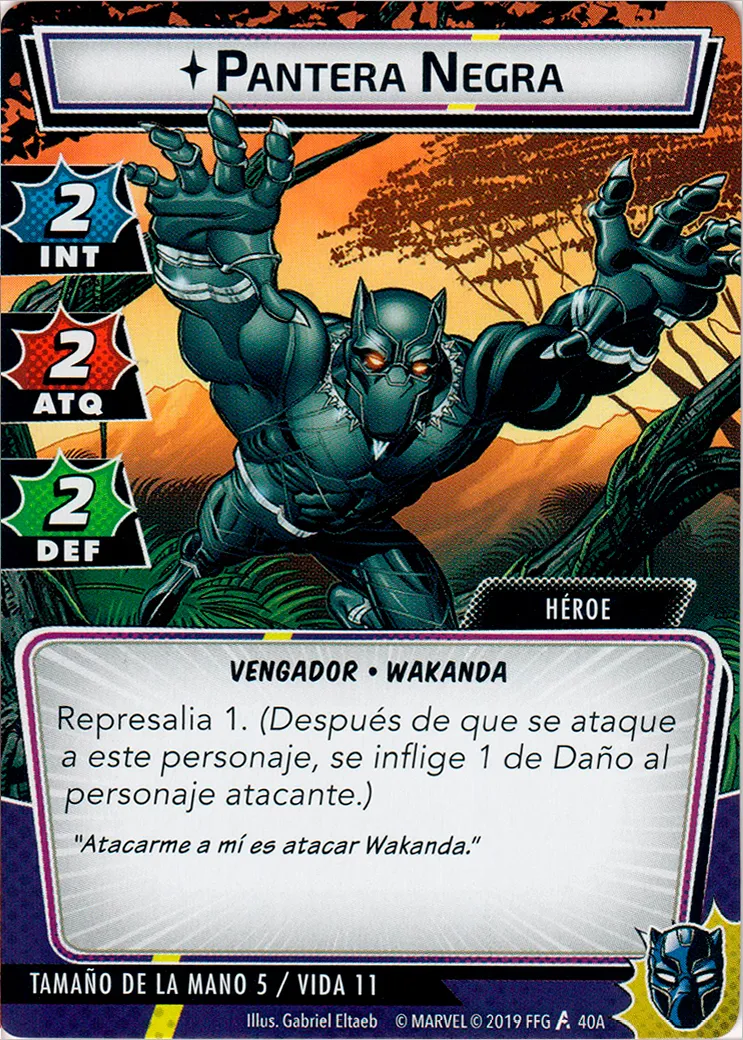 PANTERA NEGRA
2
INT
2
ATQ
2
DEF
HÉROE
VENGADOR • WAKANDA
Represalia 1. (Después de que se ataque
a este personaje, se inflige 1 de Daño al
personaje atacante.)
"Atacarme a mí es atacar Wakanda."
TAMAÑO DE LA MANO 5 / VIDA 11
Illus. Gabriel Eltaeb © MARVEL © 2019 FFG 40A